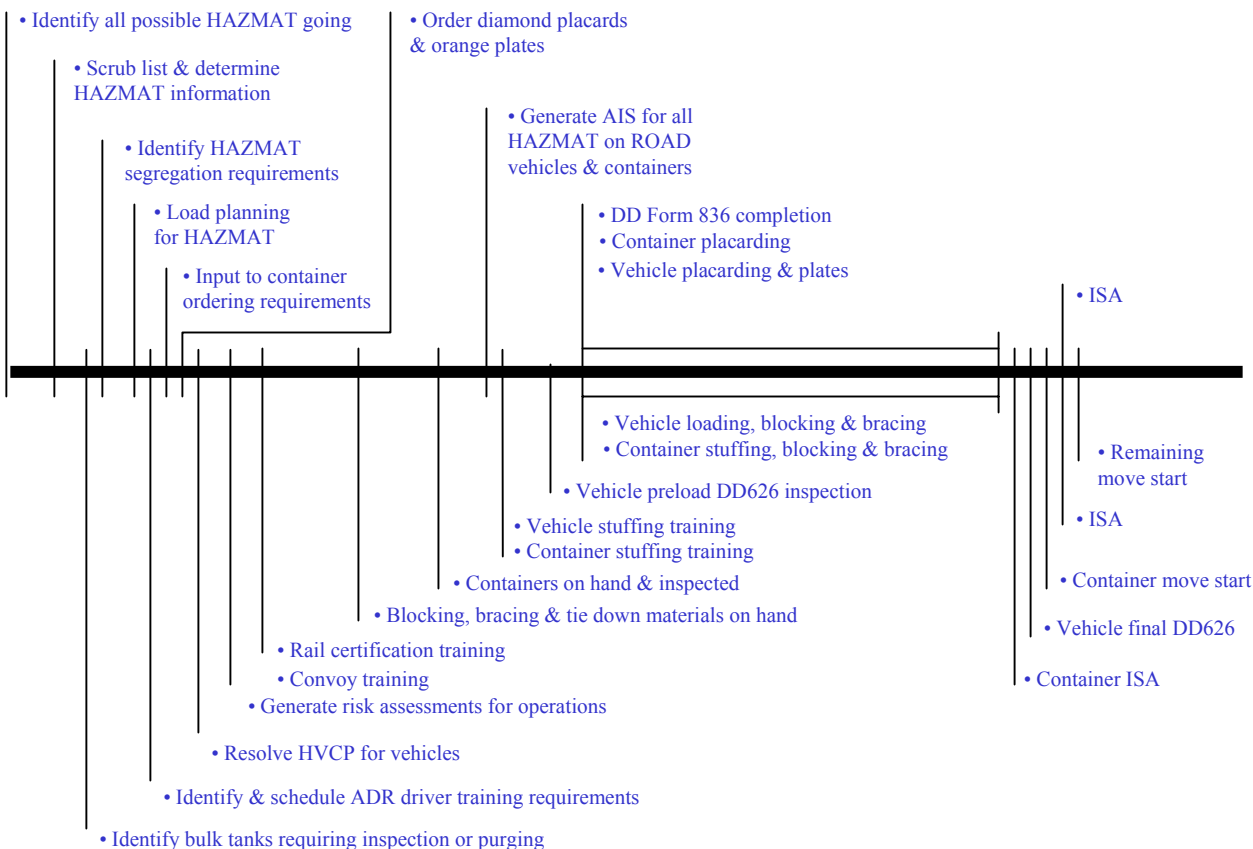 • Identify all possible HAZMAT going
• Order diamond placards
& orange plates
• Scrub list & determine
HAZMAT information
• Generate AIS for all
HAZMAT on ROAD
vehicles & containers
• Identify HAZMAT
segregation requirements
• Load planning
for HAZMAT
• DD Form 836 completion
• Container placarding
• Vehicle placarding & plates
• Input to container
ordering requirements
• ISA
• Vehicle loading, blocking & bracing
• Container stuffing, blocking & bracing
• Remaining
move start
• Vehicle preload DD626 inspection
• Vehicle stuffing training
• Container stuffing training
• ISA
• Containers on hand & inspected
• Container move start
• Blocking, bracing & tie down materials on hand
• Vehicle final DD626
• Rail certification training
• Convoy training
• Container ISA
• Generate risk assessments for operations
• Resolve HVCP for vehicles
• Identify & schedule ADR driver training requirements
• Identify bulk tanks requiring inspection or purging